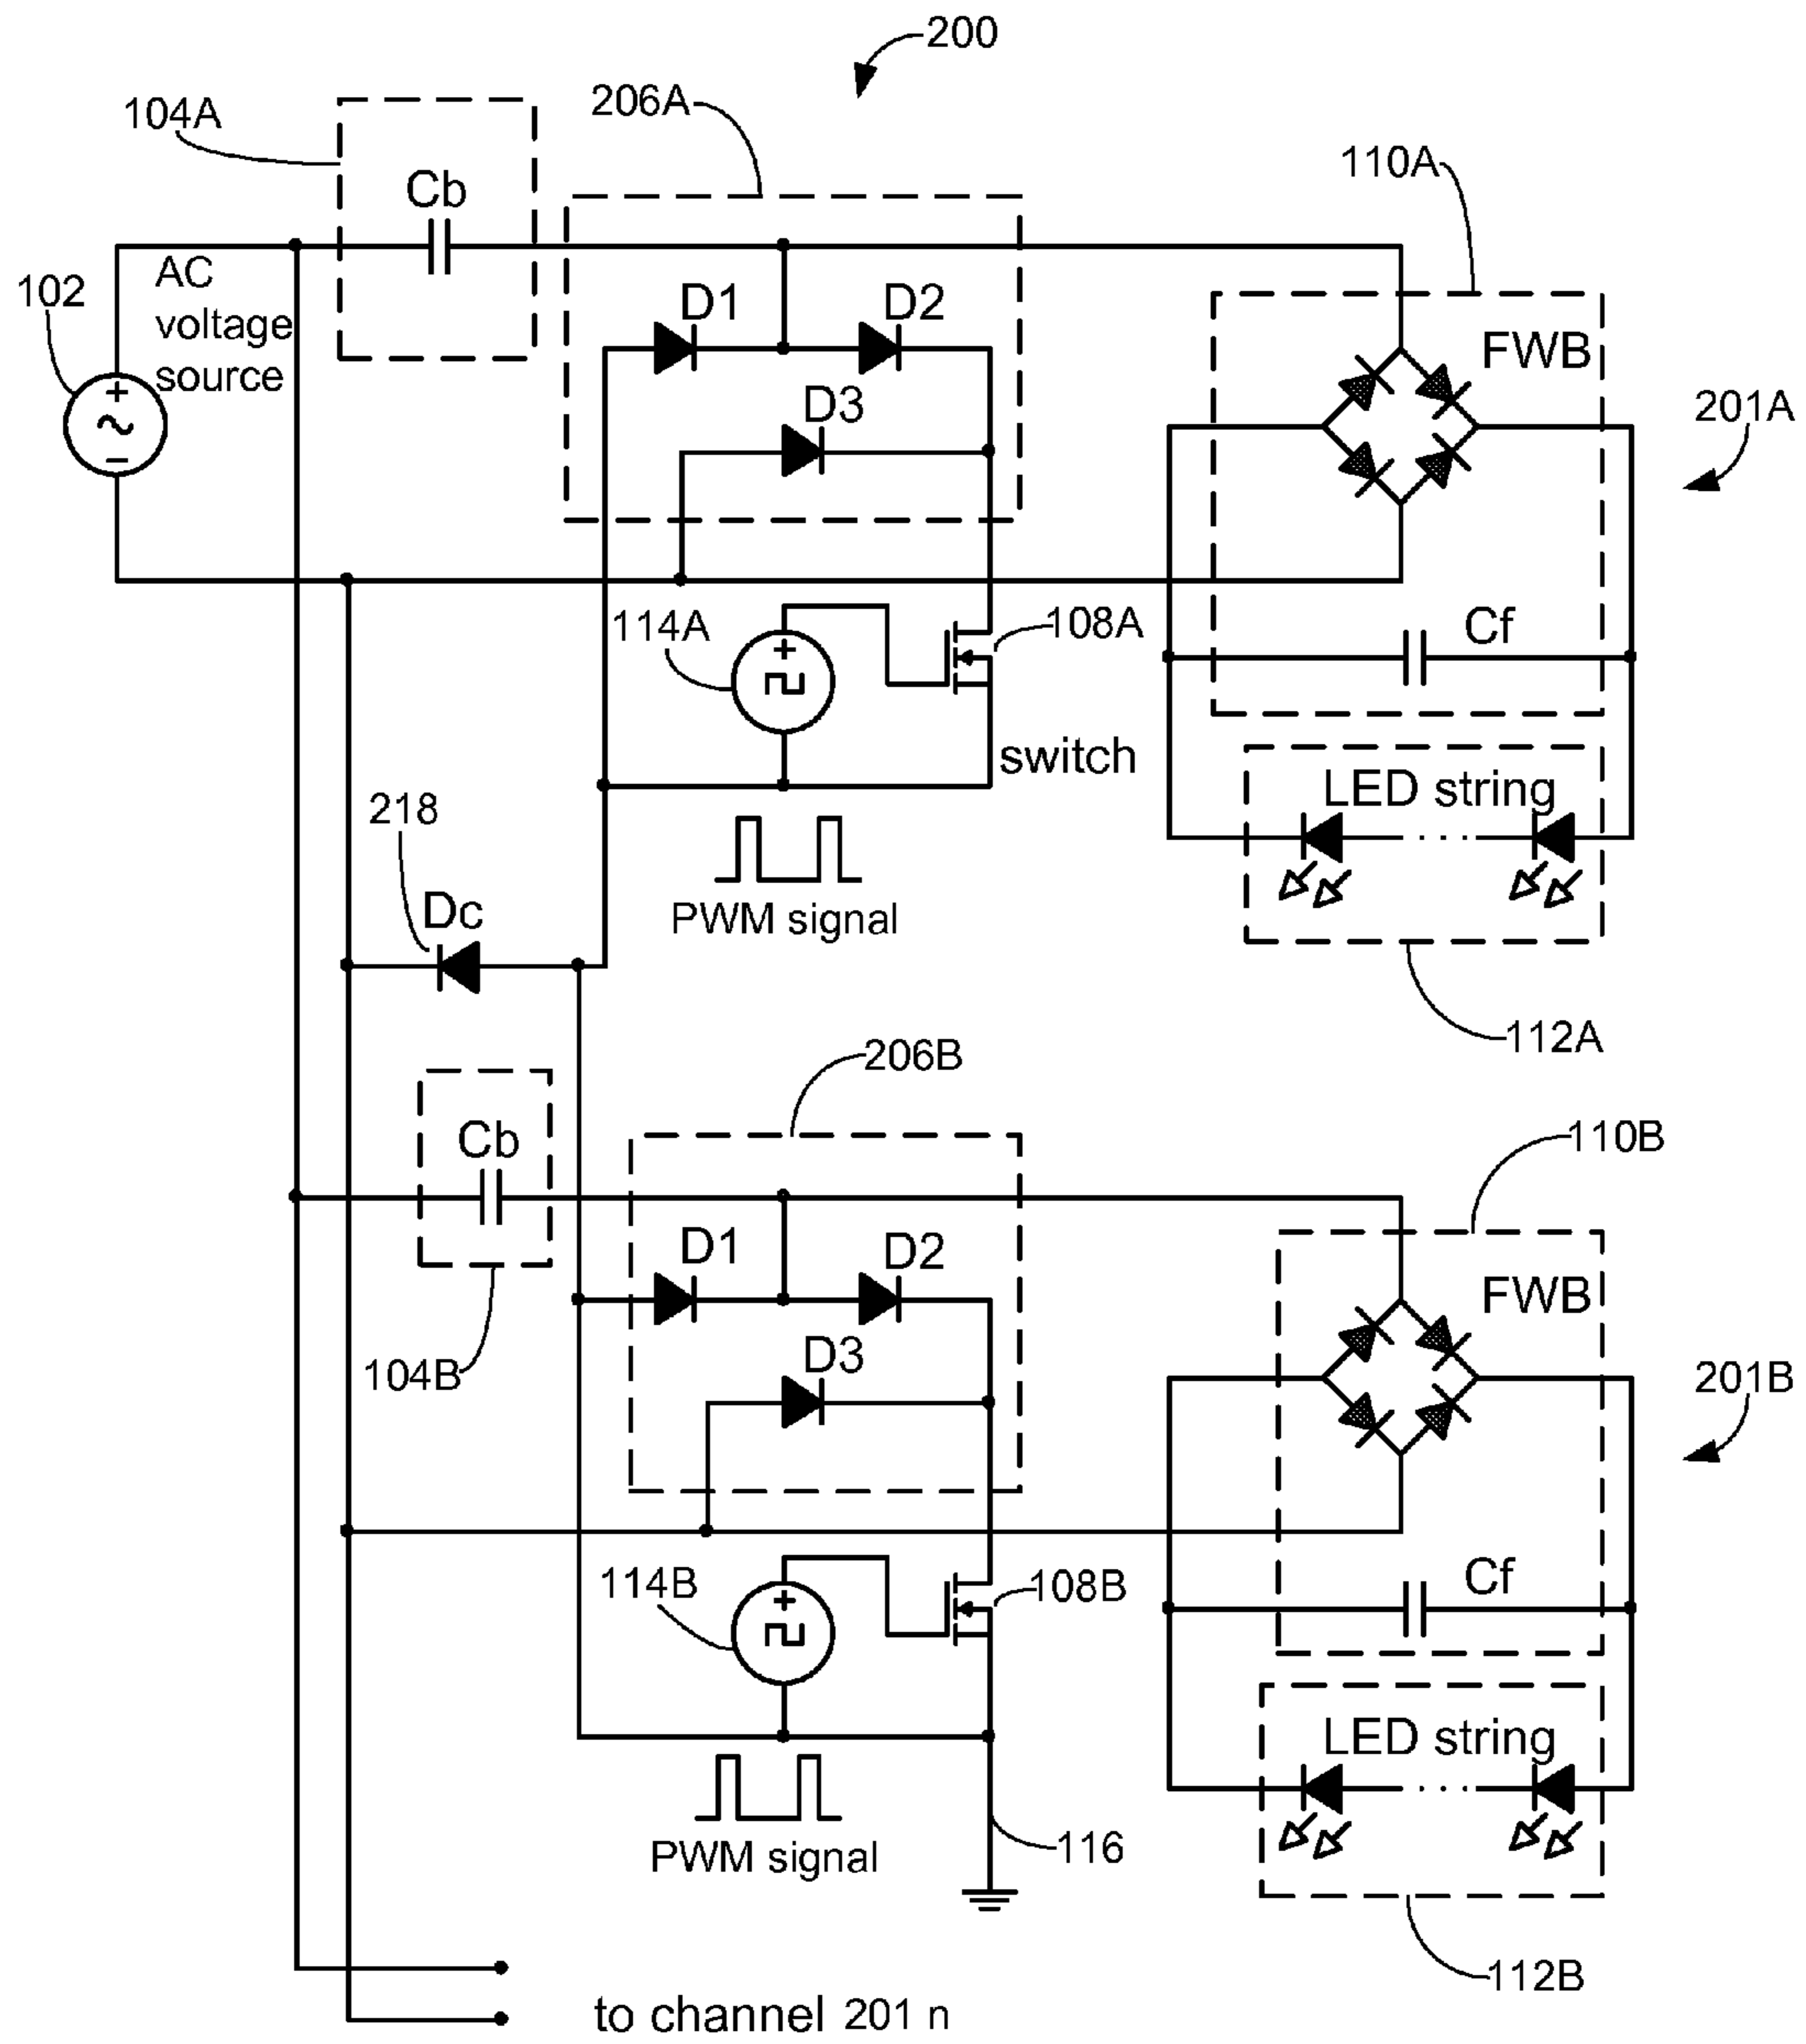 200
206A
104A
110A
Cb
102
AC
voltage
source
+
−
D1
D2
D3
FWB
201A
114A
+
108A
Cf
switch
LED string
218
Dc
PWM signal
112A
206B
110B
Cb
104B
D1
D2
D3
FWB
201B
114B
+
108B
Cf
LED string
PWM signal
116
112B
to channel 201 n